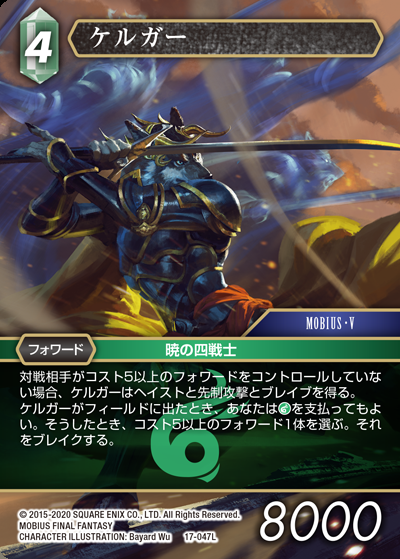 4
ケルガー
MOBIUS・V
フォワード
暁の四戦士
対戦相手がコスト5以上のフォワードをコントロールしていな
い場合、ケルガーはヘイストと先制攻撃とブレイブを得る。
ケルガーがフィールドに出たとき、あなたは を支払ってもよ
い。そうしたとき、コスト5以上のフォワード1体を選ぶ。それ
をブレイクする。
© 2015-2020 SQUARE ENIX CO., LTD. All Rights Reserved.
MOBIUS FINAL FANTASY
CHARACTER ILLUSTRATION: Bayard Wu 17-047L
8000